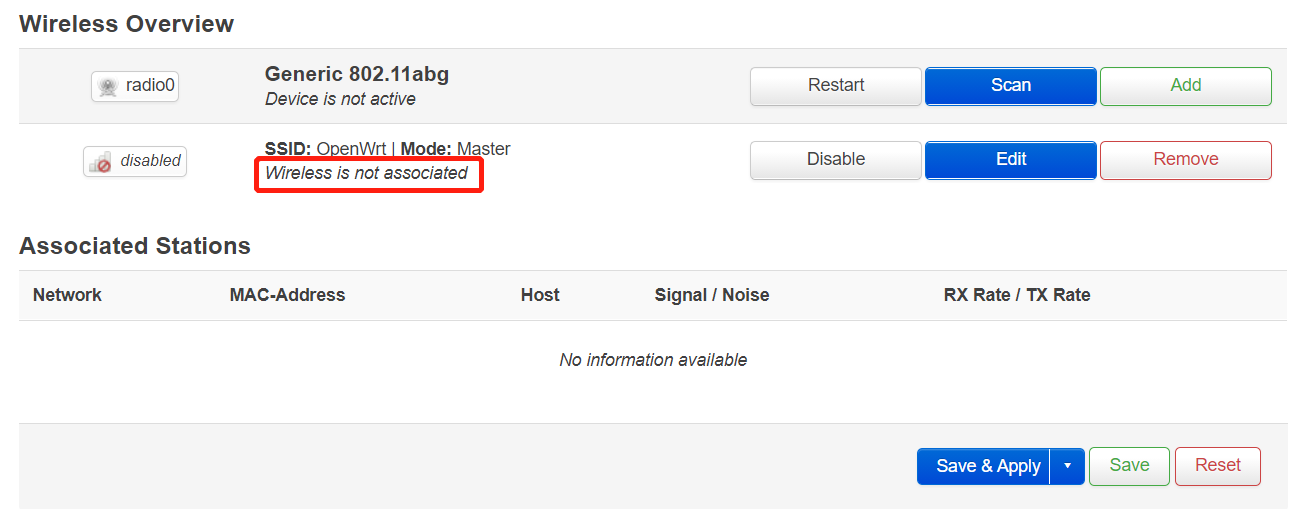 Wireless Overview
radio0
Generic 802.11abg
Device is not active
Restart
Scan
Add
disabled
SSID: OpenWrt | Mode: Master
Wireless is not associated
Disable
Edit
Remove
Associated Stations
Network MAC-Address Host Signal / Noise RX Rate / TX Rate
No information available
Save & Apply
Save
Reset